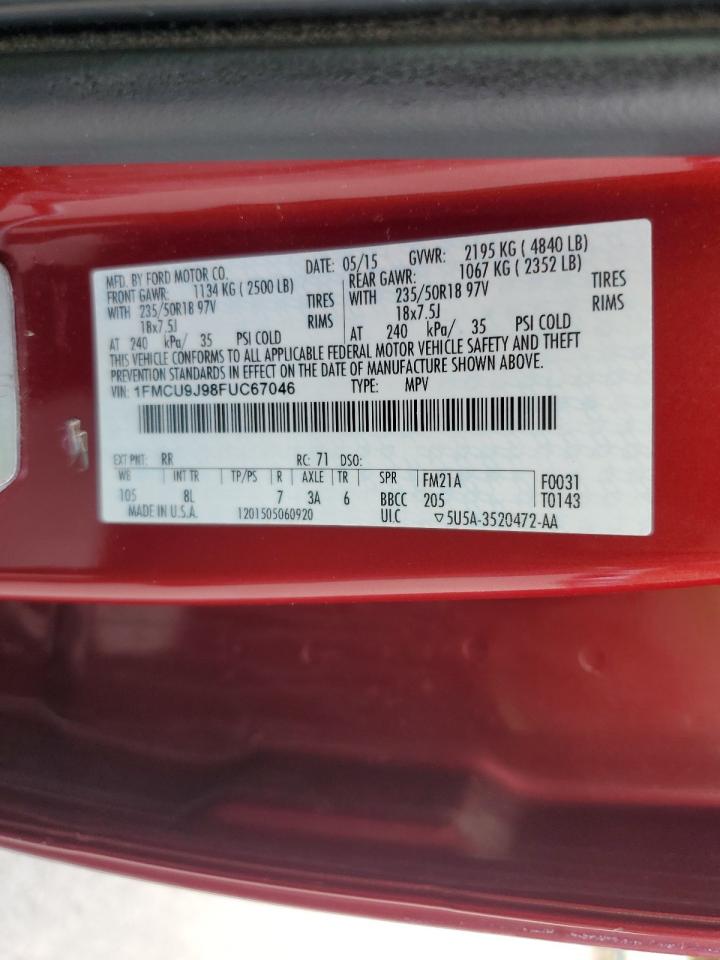 MFD. BY FORD MOTOR CO. DATE: 05/15 GVWR: 2195 KG ( 4840 LB)
FRONT GAWR: 1134 KG ( 2500 LB) REAR GAWR: 1067 KG ( 2352 LB)
WITH 235/50R18 97V TIRES WITH 235/50R18 97V TIRES
18x7.5J RIMS 18x7.5J RIMS
AT 240 kPa/ 35 PSI COLD AT 240 kPa/ 35 PSI COLD
THIS VEHICLE CONFORMS TO ALL APPLICABLE FEDERAL MOTOR VEHICLE SAFETY AND THEFT
PREVENTION STANDARDS IN EFFECT ON THE DATE OF MANUFACTURE SHOWN ABOVE.
VIN: 1FMCU9J98FUC67046 TYPE: MPV
EXT PNT: RR RC: 71 DSO:
WB INT TR TP/PS R AXLE TR SPR FM21A F0031
105 8L 7 3A 6 BBCC 205 T0143
MADE IN U.S.A. 1201505060920 ULC ▽5U5A-3520472-AA